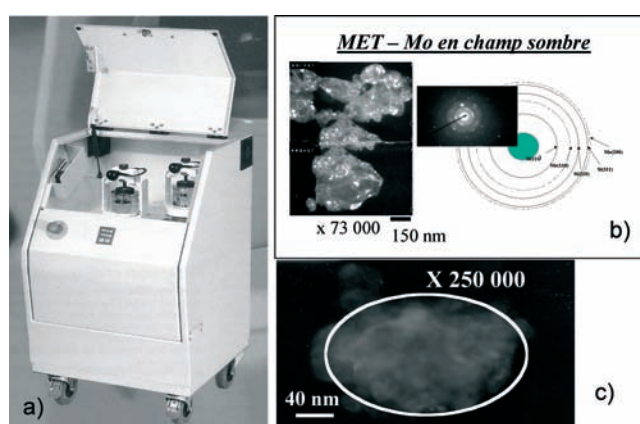 a)
MET – Mo en champ sombre
x 73 000
150 nm
b)
X 250 000
40 nm
c)